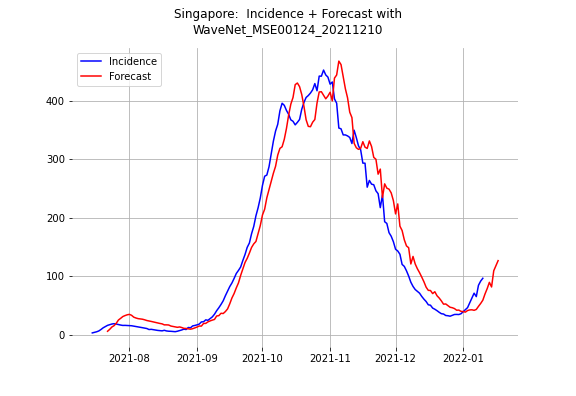 Singapore: Incidence + Forecast with
WaveNet_MSE00124_20211210
Incidence
Forecast
400
300
200
100
0
2021-08
2021-09
2021-10
2021-11
2021-12
2022-01